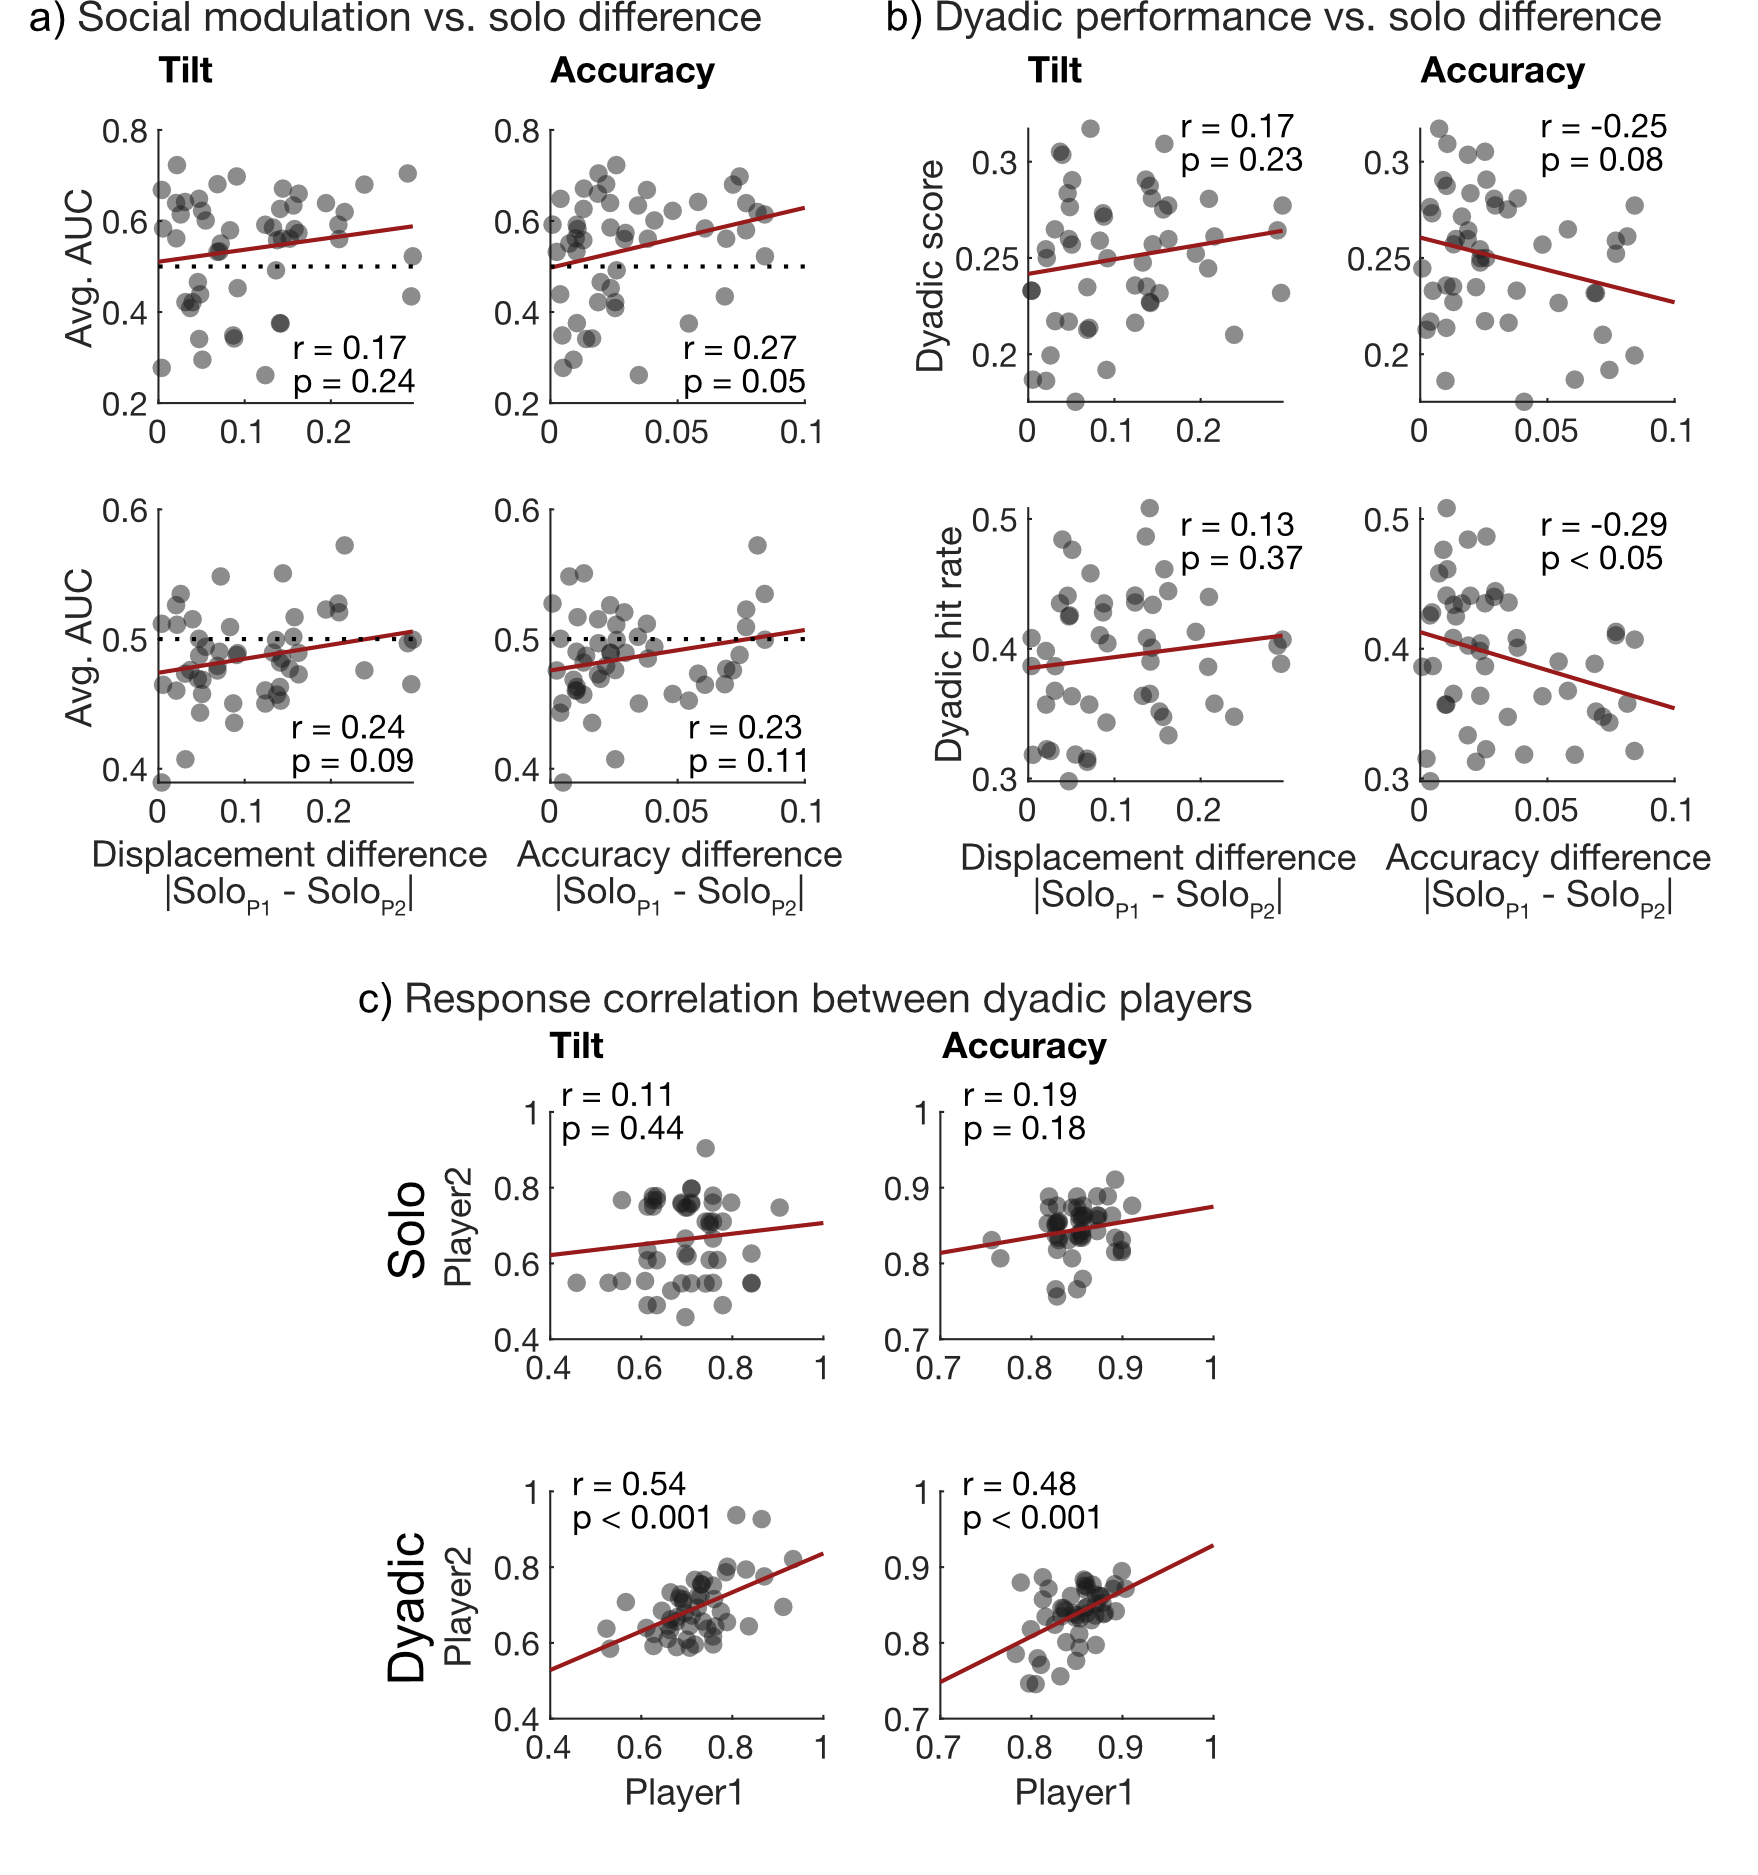 a) Social modulation vs. solo difference
Tilt
Accuracy
Avg. AUC
0.8
0.6
0.4
0.2
0
0.1
0.2
r = 0.17
p = 0.24
0.8
0.6
0.4
0.2
0
0.05
0.1
r = 0.27
p = 0.05
Avg. AUC
0.6
0.5
0.4
0
0.1
0.2
r = 0.24
p = 0.09
Displacement difference
|Solo_P1 - Solo_P2|
0.6
0.5
0.4
0
0.05
0.1
r = 0.23
p = 0.11
Accuracy difference
|Solo_P1 - Solo_P2|
b) Dyadic performance vs. solo difference
Tilt
Accuracy
Dyadic score
0.3
0.25
0.2
0
0.1
0.2
r = 0.17
p = 0.23
0.3
0.25
0.2
0
0.05
0.1
r = -0.25
p = 0.08
Dyadic hit rate
0.5
0.4
0.3
0
0.1
0.2
r = 0.13
p = 0.37
Displacement difference
|Solo_P1 - Solo_P2|
0.5
0.4
0.3
0
0.05
0.1
r = -0.29
p < 0.05
Accuracy difference
|Solo_P1 - Solo_P2|
c) Response correlation between dyadic players
Tilt
Accuracy
Solo
Player2
1
0.8
0.6
0.4
0.4
0.6
0.8
1
r = 0.11
p = 0.44
1
0.9
0.8
0.7
0.7
0.8
0.9
1
r = 0.19
p = 0.18
Dyadic
Player2
1
0.8
0.6
0.4
0.4
0.6
0.8
1
r = 0.54
p < 0.001
Player1
1
0.9
0.8
0.7
0.7
0.8
0.9
1
r = 0.48
p < 0.001
Player1